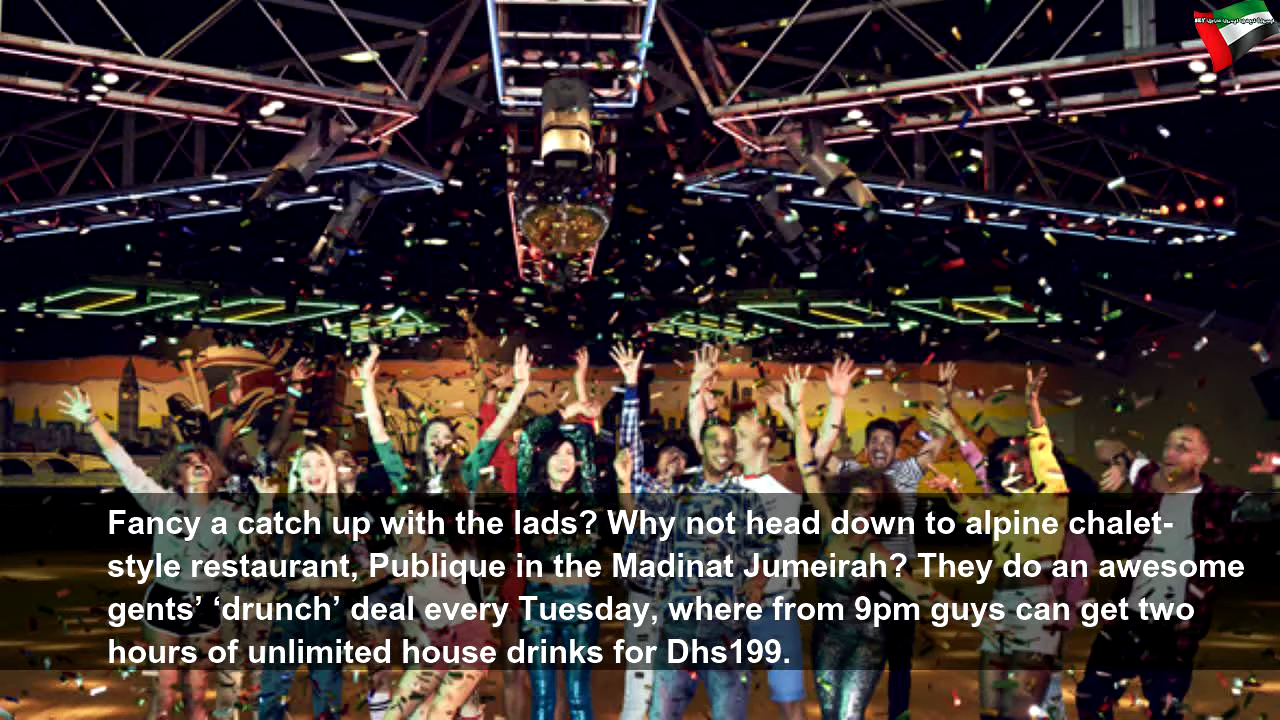 Fancy a catch up with the lads? Why not head down to alpine chalet-
style restaurant, Publique in the Madinat Jumeirah? They do an awesome
gents’ ‘drunch’ deal every Tuesday, where from 9pm guys can get two
hours of unlimited house drinks for Dhs199.